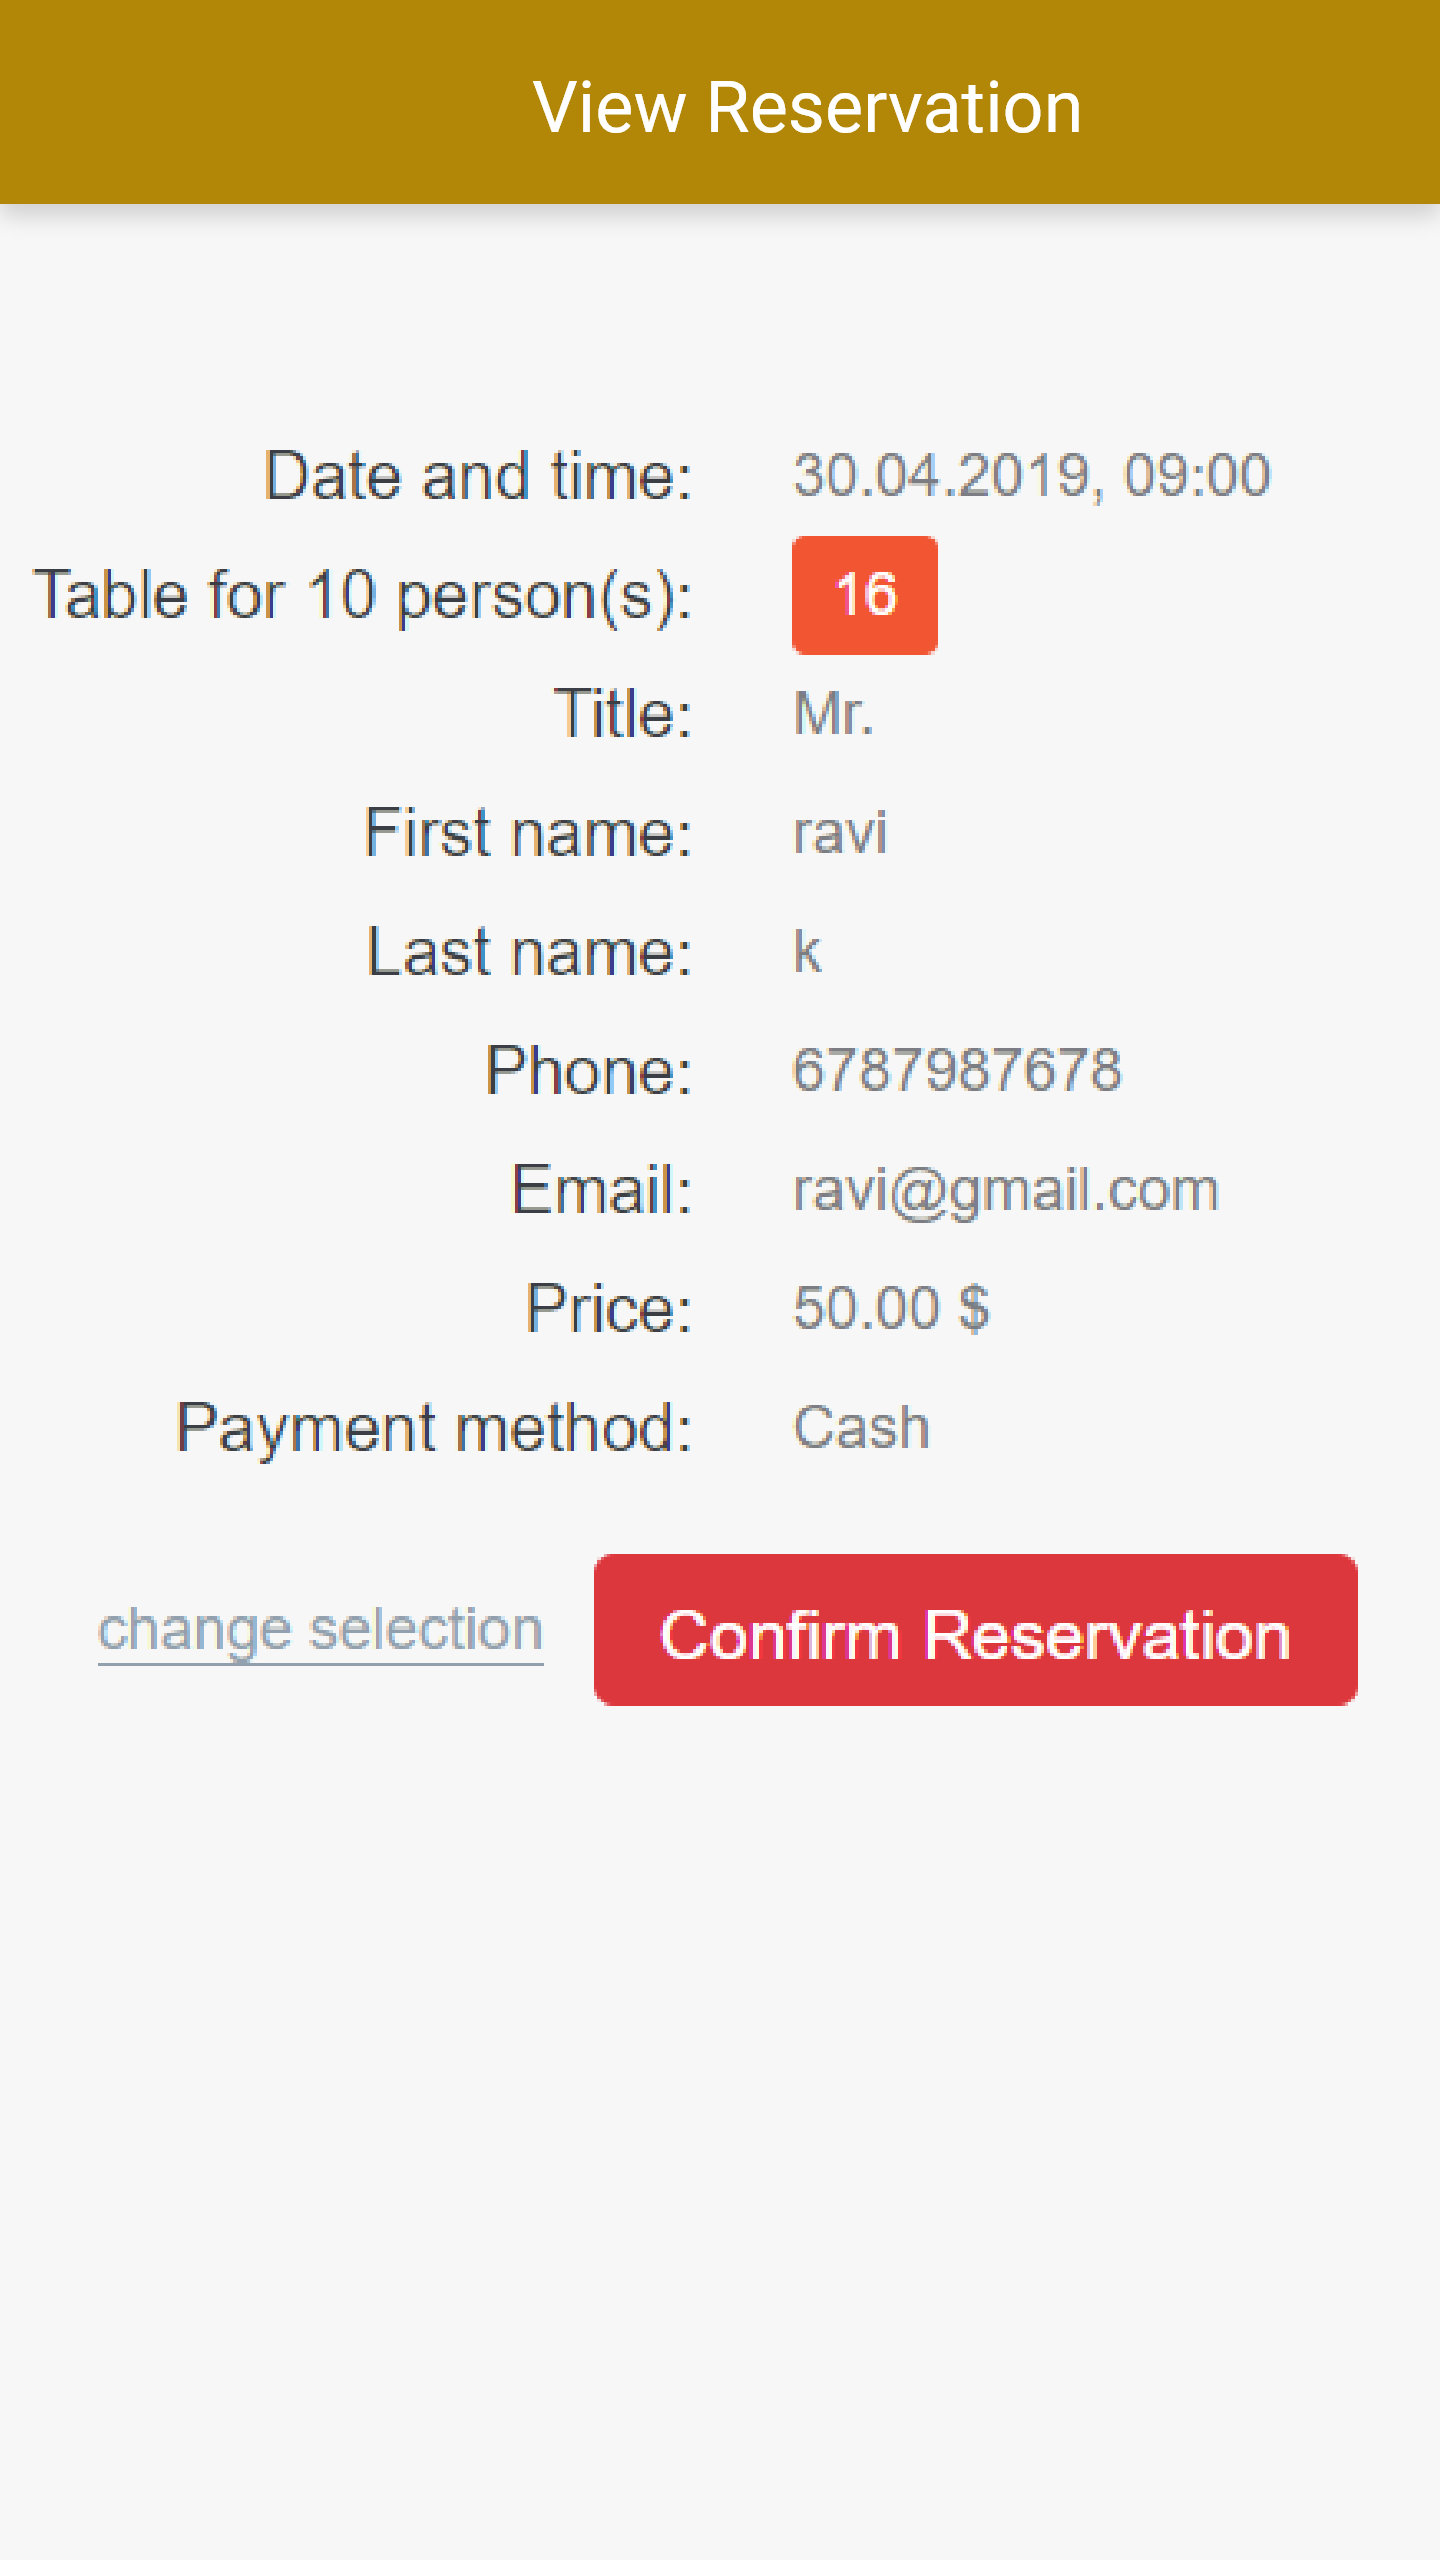 View Reservation
Date and time: 30.04.2019, 09:00
Table for 10 person(s): 16
Title: Mr.
First name: ravi
Last name: k
Phone: 6787987678
Email: ravi@gmail.com
Price: 50.00 $
Payment method: Cash
change selection Confirm Reservation